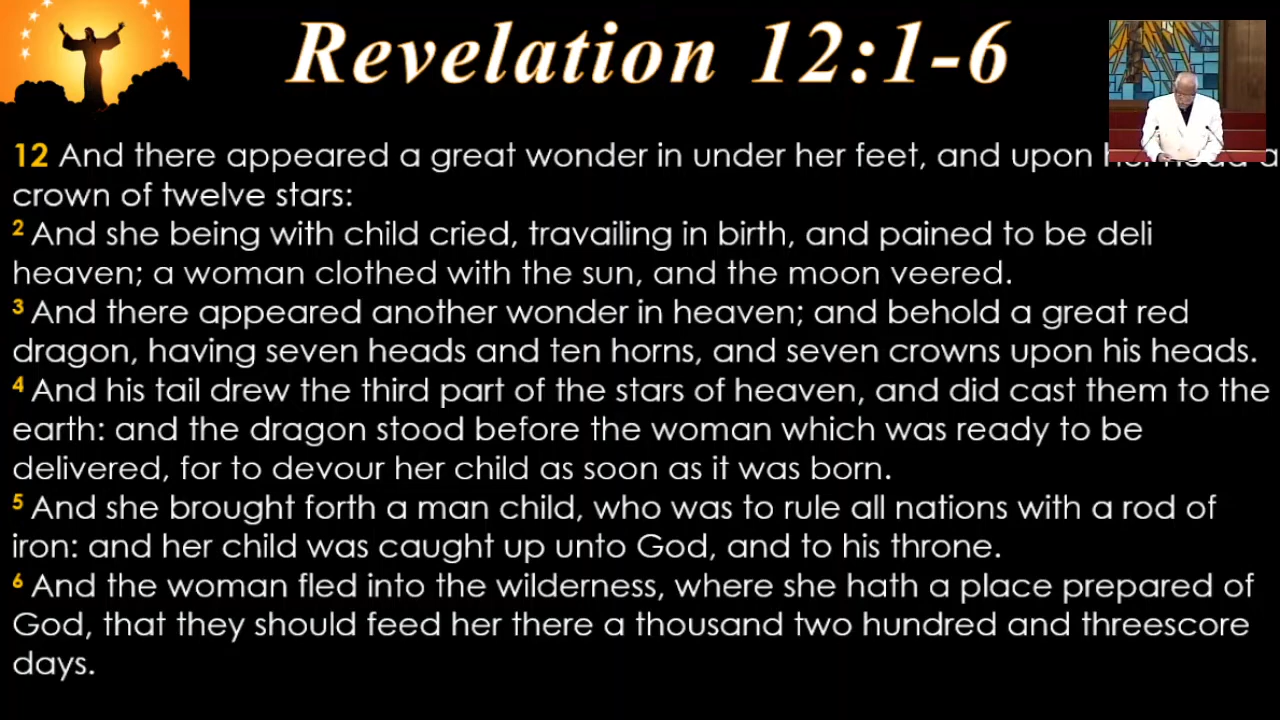 Revelation 12:1-6
12 And there appeared a great wonder in under her feet, and upon her head a
crown of twelve stars:
2 And she being with child cried, travailing in birth, and pained to be deli
heaven; a woman clothed with the sun, and the moon veered.
3 And there appeared another wonder in heaven; and behold a great red
dragon, having seven heads and ten horns, and seven crowns upon his heads.
4 And his tail drew the third part of the stars of heaven, and did cast them to the
earth: and the dragon stood before the woman which was ready to be
delivered, for to devour her child as soon as it was born.
5 And she brought forth a man child, who was to rule all nations with a rod of
iron: and her child was caught up unto God, and to his throne.
6 And the woman fled into the wilderness, where she hath a place prepared of
God, that they should feed her there a thousand two hundred and threescore
days.